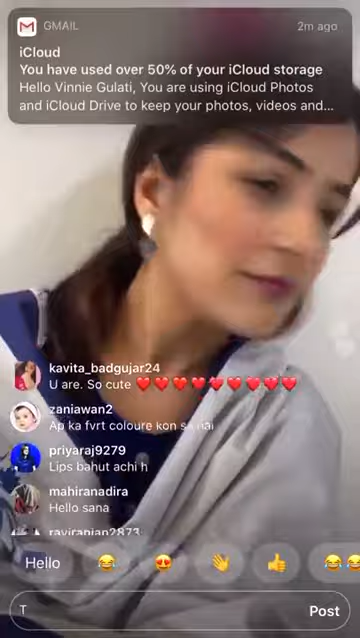 GMAIL
2m ago
iCloud
You have used over 50% of your iCloud storage
Hello Vinnie Gulati, You are using iCloud Photos
and iCloud Drive to keep your photos, videos and...
kavita_badgujar24
U are. So cute ❤️❤️❤️❤️❤️❤️❤️❤️❤️
zaniawan2
Ap ka fvrt coloure kon sa hai
priyaraj9279
Lips bahut achi h
mahiranadira
Hello sana
Hello 😂 😍 👋 👍 😂😂
T
Post